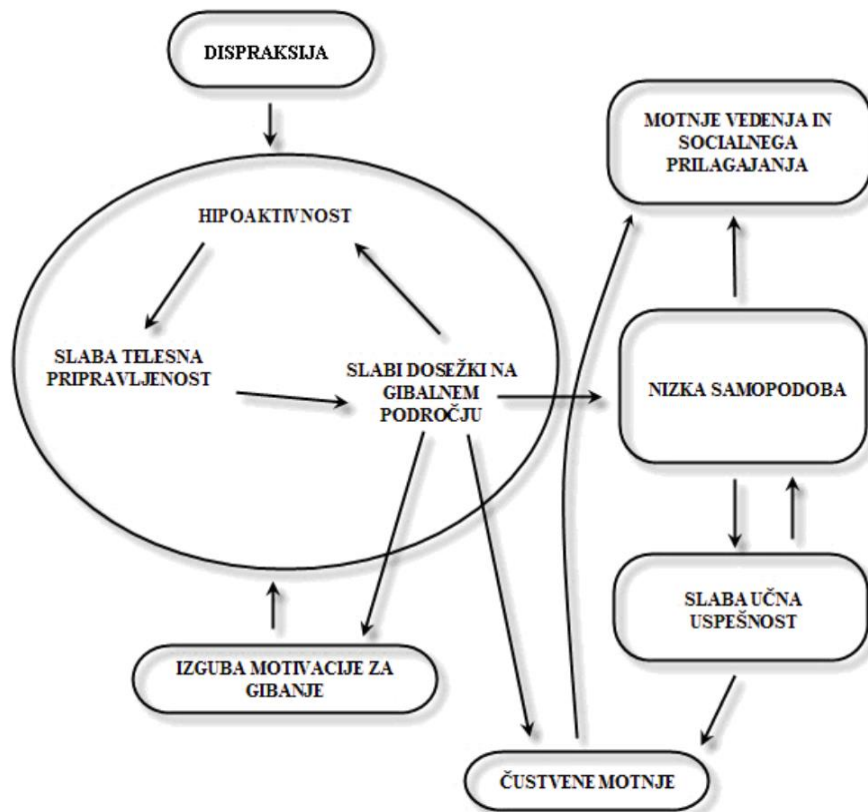 DISPRAKSIJA
MOTNJE VEDENJA IN
SOCIALNEGA
PRILAGAJANJA
HIPOAKTIVNOST
SLABA TELESNA
PRIPRAVLJENOST
SLABI DOSEŽKI NA
GIBALNEM
PODROČJU
NIZKA SAMOPODOBA
SLABA UČNA
USPEŠNOST
IZGUBA MOTIVACIJE ZA
GIBANJE
ČUSTVENE MOTNJE